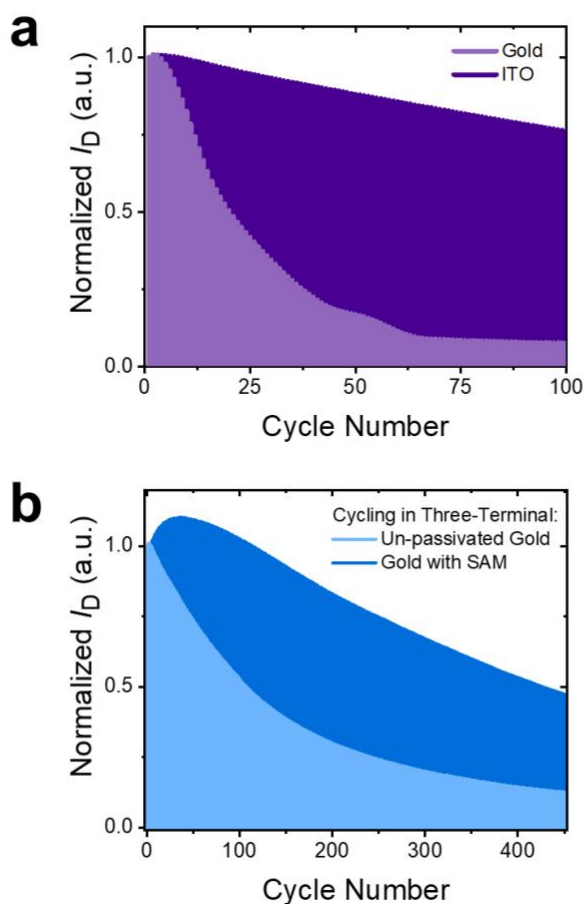 a
Normalized I_D (a.u.)
1.0
0.5
0.0
Gold
ITO
0
25
50
75
100
Cycle Number
b
Normalized I_D (a.u.)
1.0
0.5
0.0
Cycling in Three-Terminal:
Un-passivated Gold
Gold with SAM
0
100
200
300
400
Cycle Number